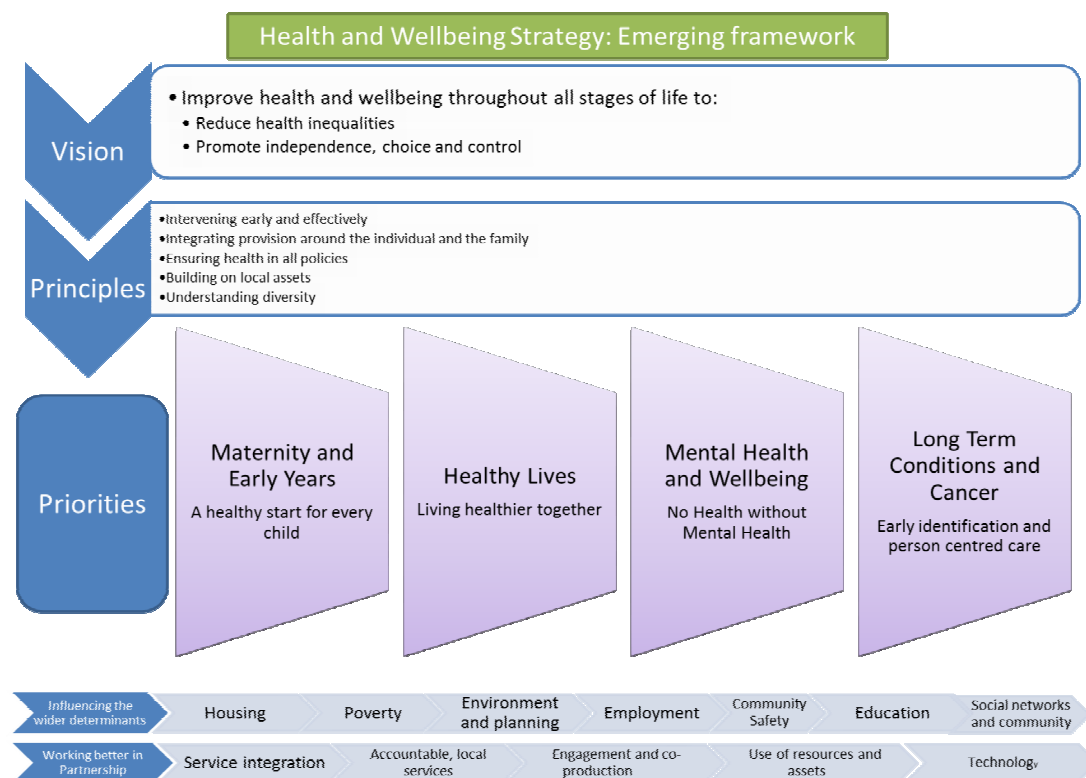 Health and Wellbeing Strategy: Emerging framework
Vision
• Improve health and wellbeing throughout all stages of life to:
• Reduce health inequalities
• Promote independence, choice and control
Principles
•Intervening early and effectively
•Integrating provision around the individual and the family
•Ensuring health in all policies
•Building on local assets
•Understanding diversity
Priorities
Maternity and
Early Years
A healthy start for every
child
Healthy Lives
Living healthier together
Mental Health
and Wellbeing
No Health without
Mental Health
Long Term
Conditions and
Cancer
Early identification and
person centred care
Influencing the
wider determinants
Housing
Poverty
Environment
and planning
Employment
Community
Safety
Education
Social networks
and community
Working better in
Partnership
Service integration
Accountable, local
services
Engagement and co-
production
Use of resources and
assets
Technology